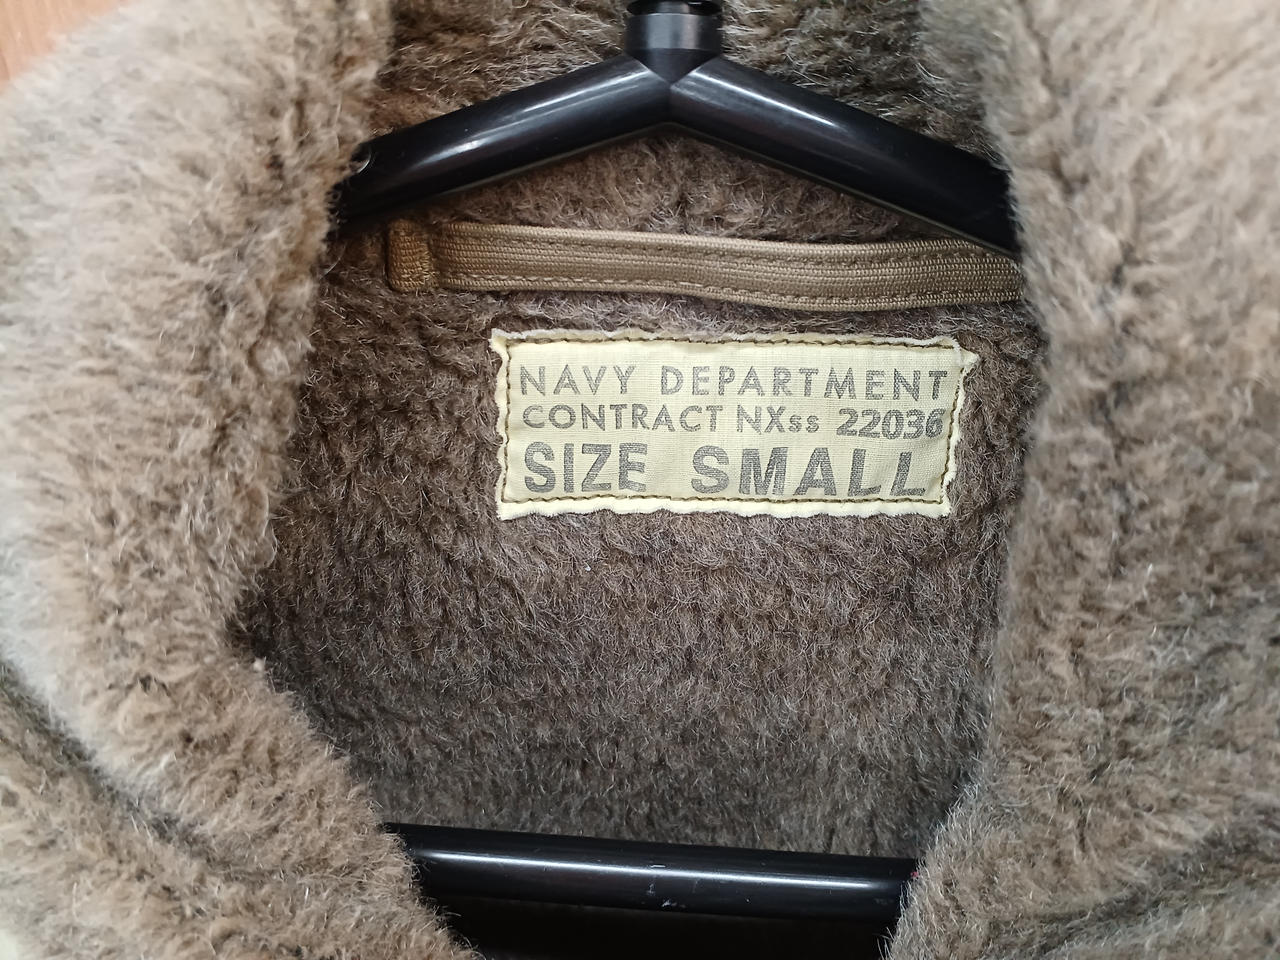 NAVY DEPARTMENT
CONTRACT NXss 22036
SIZE SMALL